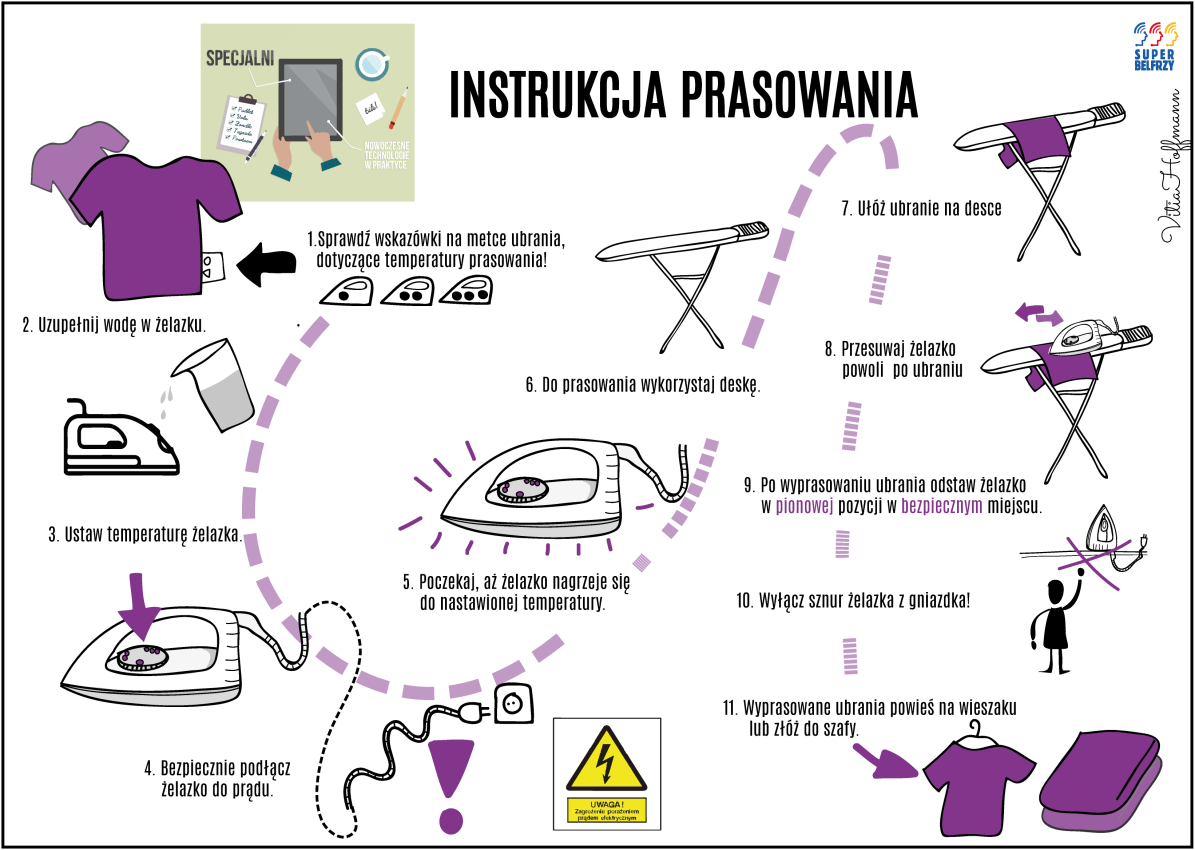 SPECJALNI
NOWOCZESNE
TECHNOLOGIE
W PRAKTYCE
INSTRUKCJA PRASOWANIA
SUPER
BELFRZY
Vilia Hoffmann
1.Sprawdź wskazówki na metce ubrania,
dotyczące temperatury prasowania!
2. Uzupełnij wodę w żelazku.
3. Ustaw temperaturę żelazka.
4. Bezpiecznie podłącz
żelazko do prądu.
UWAGA!
Zagrożenie porażeniem
prądem elektrycznym
5. Poczekaj, aż żelazko nagrzeje się
do nastawionej temperatury.
6. Do prasowania wykorzystaj deskę.
7. Ułóż ubranie na desce
8. Przesuwaj żelazko
powoli po ubraniu
9. Po wyprasowaniu ubrania odstaw żelazko
w pionowej pozycji w bezpiecznym miejscu.
10. Wyłącz sznur żelazka z gniazdka!
11. Wyprasowane ubrania powieś na wieszaku
lub złóż do szafy.